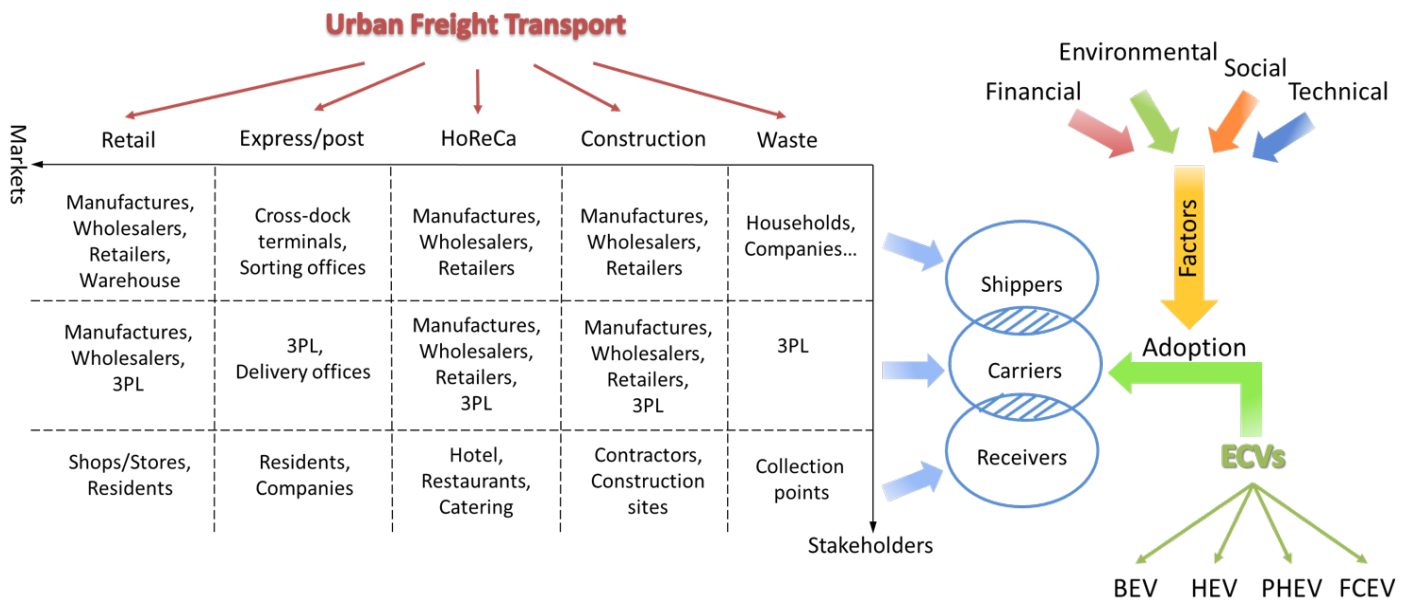 Urban Freight Transport
Environmental
Social
Financial
Technical
Markets
Retail
Express/post
HoReCa
Construction
Waste
Manufactures,
Wholesalers,
Retailers,
Warehouse
Cross-dock
terminals,
Sorting offices
Manufactures,
Wholesalers,
Retailers
Manufactures,
Wholesalers,
Retailers
Households,
Companies...
Manufactures,
Wholesalers,
3PL
3PL,
Delivery offices
Manufactures,
Wholesalers,
Retailers,
3PL
Manufactures,
Wholesalers,
Retailers,
3PL
3PL
Shops/Stores,
Residents
Residents,
Companies
Hotel,
Restaurants,
Catering
Contractors,
Construction
sites
Collection
points
Stakeholders
Shippers
Carriers
Receivers
Factors
Adoption
ECVs
BEV
HEV
PHEV
FCEV